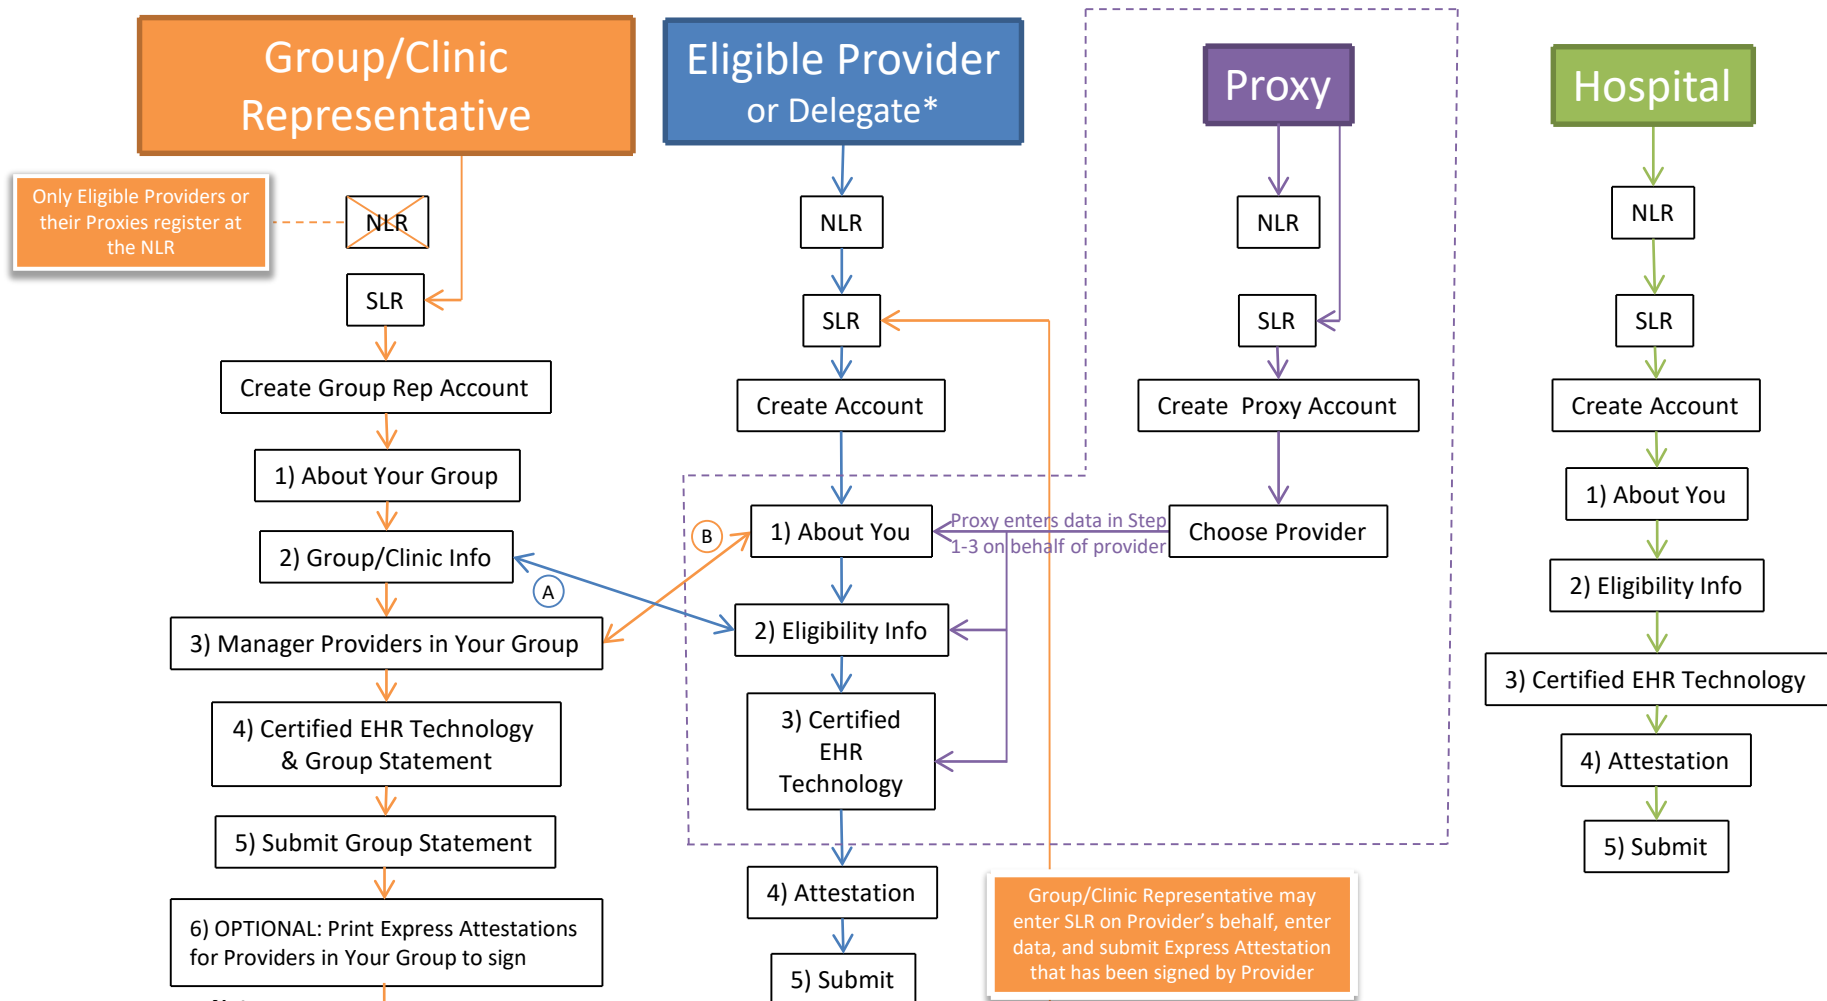 Group/Clinic
Representative
Only Eligible Providers or
their Proxies register at
the NLR
NLR
SLR
Create Group Rep Account
1) About Your Group
2) Group/Clinic Info
3) Manager Providers in Your Group
4) Certified EHR Technology
& Group Statement
5) Submit Group Statement
6) OPTIONAL: Print Express Attestations
for Providers in Your Group to sign
A
B
Eligible Provider
or Delegate*
NLR
SLR
Create Account
1) About You
2) Eligibility Info
3) Certified
EHR
Technology
4) Attestation
5) Submit
Proxy
NLR
SLR
Create Proxy Account
Choose Provider
Proxy enters data in Step
1-3 on behalf of provider
Group/Clinic Representative may
enter SLR on Provider’s behalf, enter
data, and submit Express Attestation
that has been signed by Provider
Hospital
NLR
SLR
Create Account
1) About You
2) Eligibility Info
3) Certified EHR Technology
4) Attestation
5) Submit